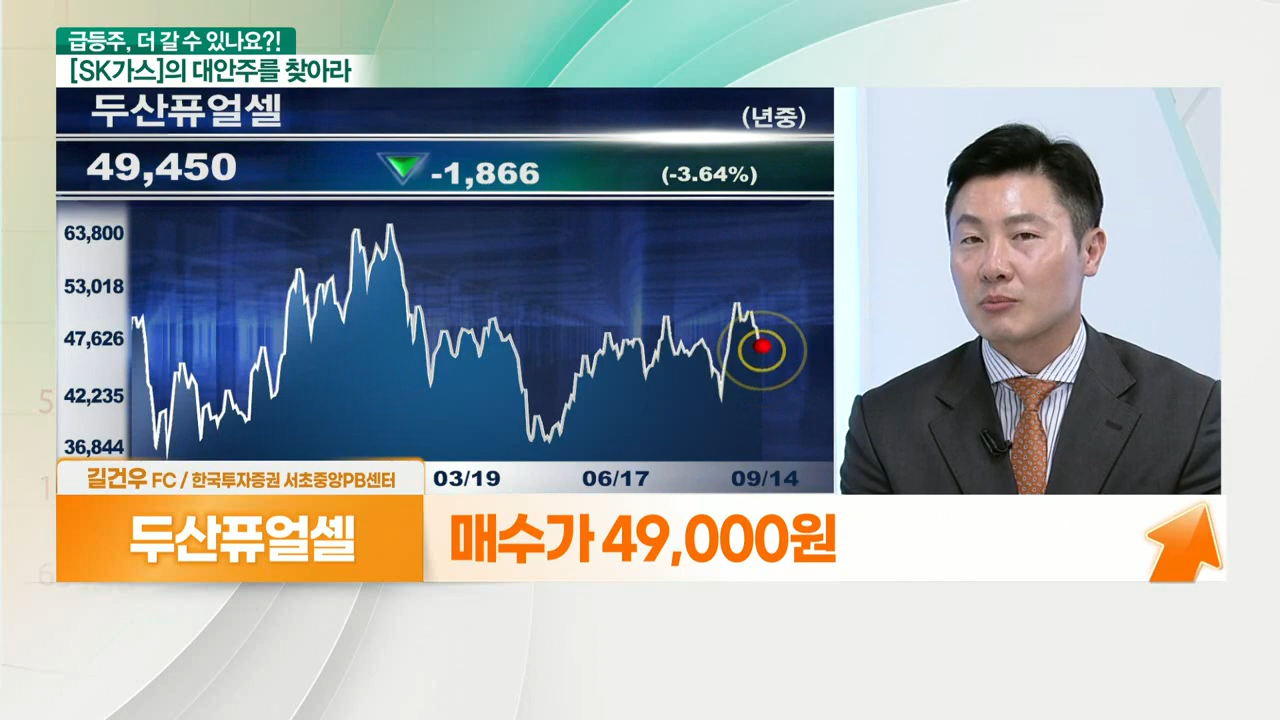 급등주, 더 갈 수 있나요?!
[SK가스]의 대안주를 찾아라
두산퓨얼셀
(년중)
49,450
-1,866
(-3.64%)
63,800
53,018
47,626
42,235
36,844
03/19
06/17
09/14
길건우 FC / 한국투자증권 서초중앙PB센터
두산퓨얼셀
매수가 49,000원